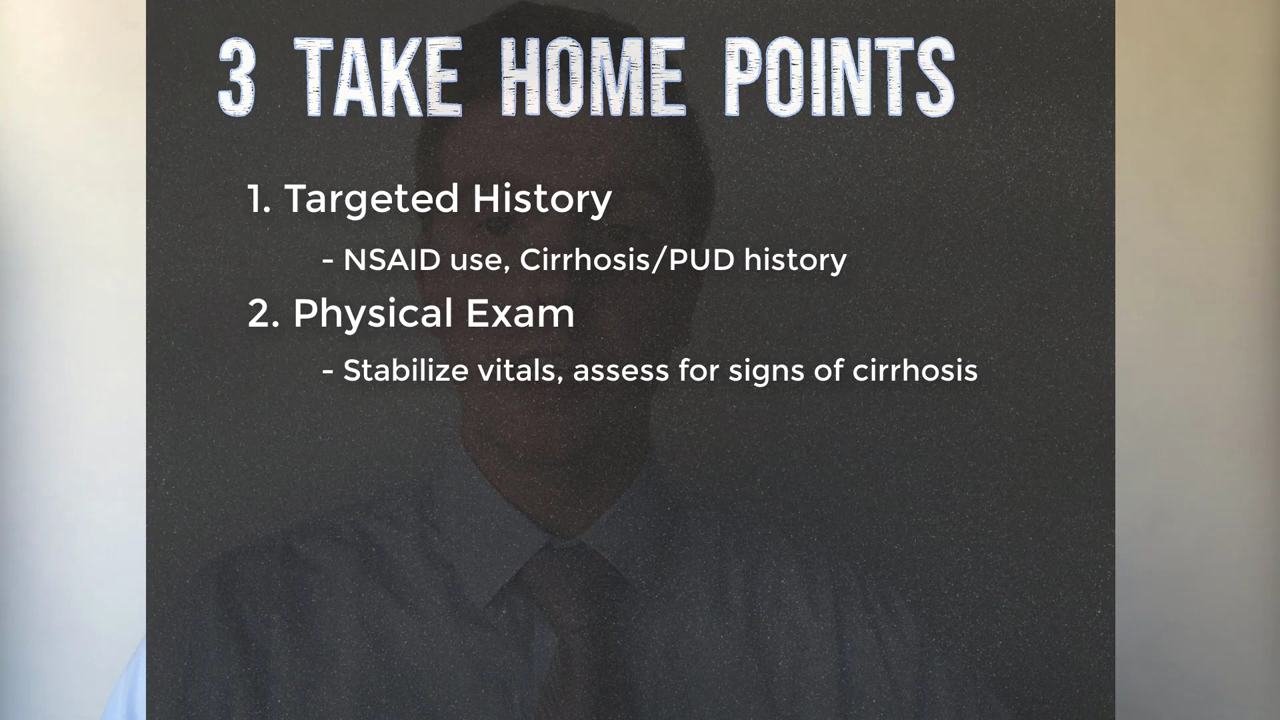 3 TAKE HOME POINTS
1. Targeted History
- NSAID use, Cirrhosis/PUD history
2. Physical Exam
- Stabilize vitals, assess for signs of cirrhosis